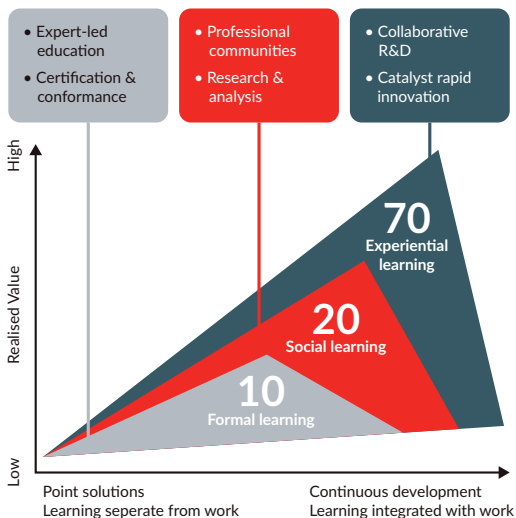 • Expert-led
education
• Certification &
conformance
• Professional
communities
• Research &
analysis
• Collaborative
R&D
• Catalyst rapid
innovation
High
Realised Value
Low
70
Experiential
learning
20
Social learning
10
Formal learning
Point solutions
Learning seperate from work
Continuous development
Learning integrated with work